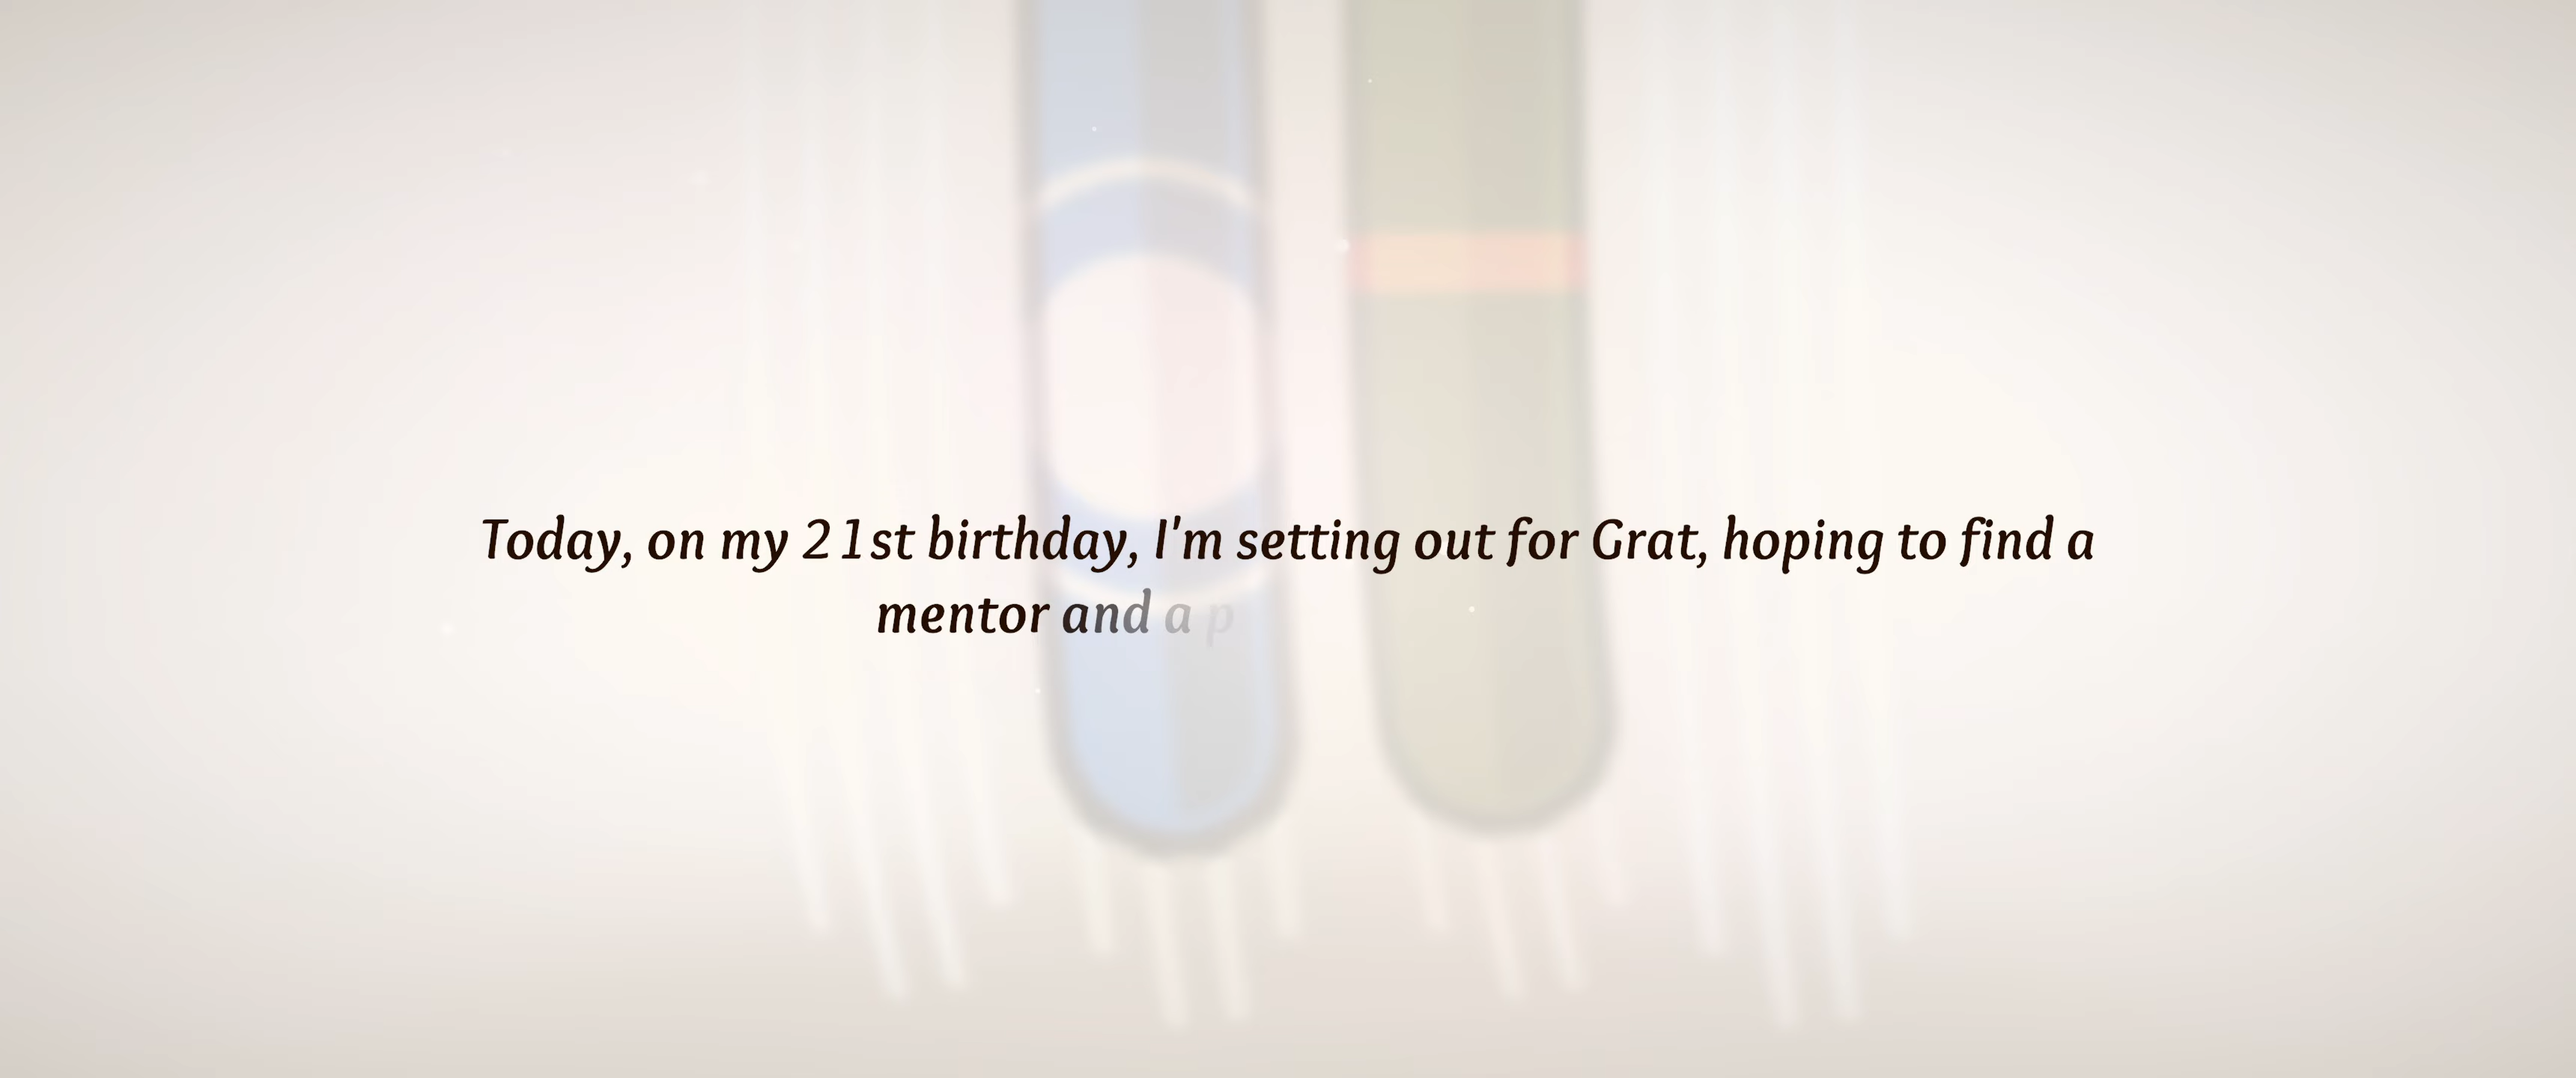 Today, on my 21st birthday, I'm setting out for Grat, hoping to find a
mentor and a p